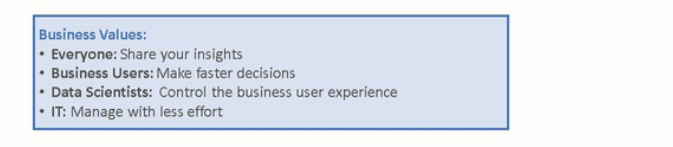 Business Values:
• Everyone: Share your insights
• Business Users: Make faster decisions
• Data Scientists: Control the business user experience
• IT: Manage with less effort